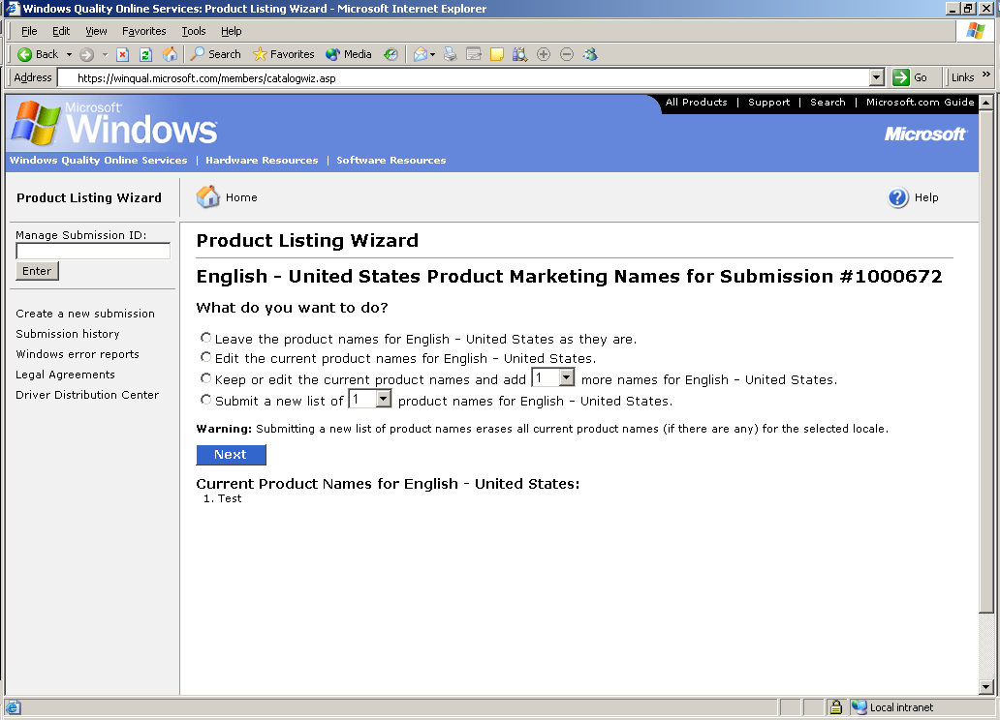 Windows Quality Online Services: Product Listing Wizard - Microsoft Internet Explorer
File Edit View Favorites Tools Help
Back Search Favorites Media
Address https://winqual.microsoft.com/members/catalogwiz.asp Go Links »
All Products | Support | Search | Microsoft.com Guide
Microsoft
Windows
Microsoft
Windows Quality Online Services | Hardware Resources | Software Resources
Product Listing Wizard
Home
Help
Manage Submission ID:
Enter
Create a new submission
Submission history
Windows error reports
Legal Agreements
Driver Distribution Center
Product Listing Wizard
English - United States Product Marketing Names for Submission #1000672
What do you want to do?
Leave the product names for English - United States as they are.
Edit the current product names for English - United States.
Keep or edit the current product names and add 1 more names for English - United States.
Submit a new list of 1 product names for English - United States.
Warning: Submitting a new list of product names erases all current product names (if there are any) for the selected locale.
Next
Current Product Names for English - United States:
1. Test
Local intranet